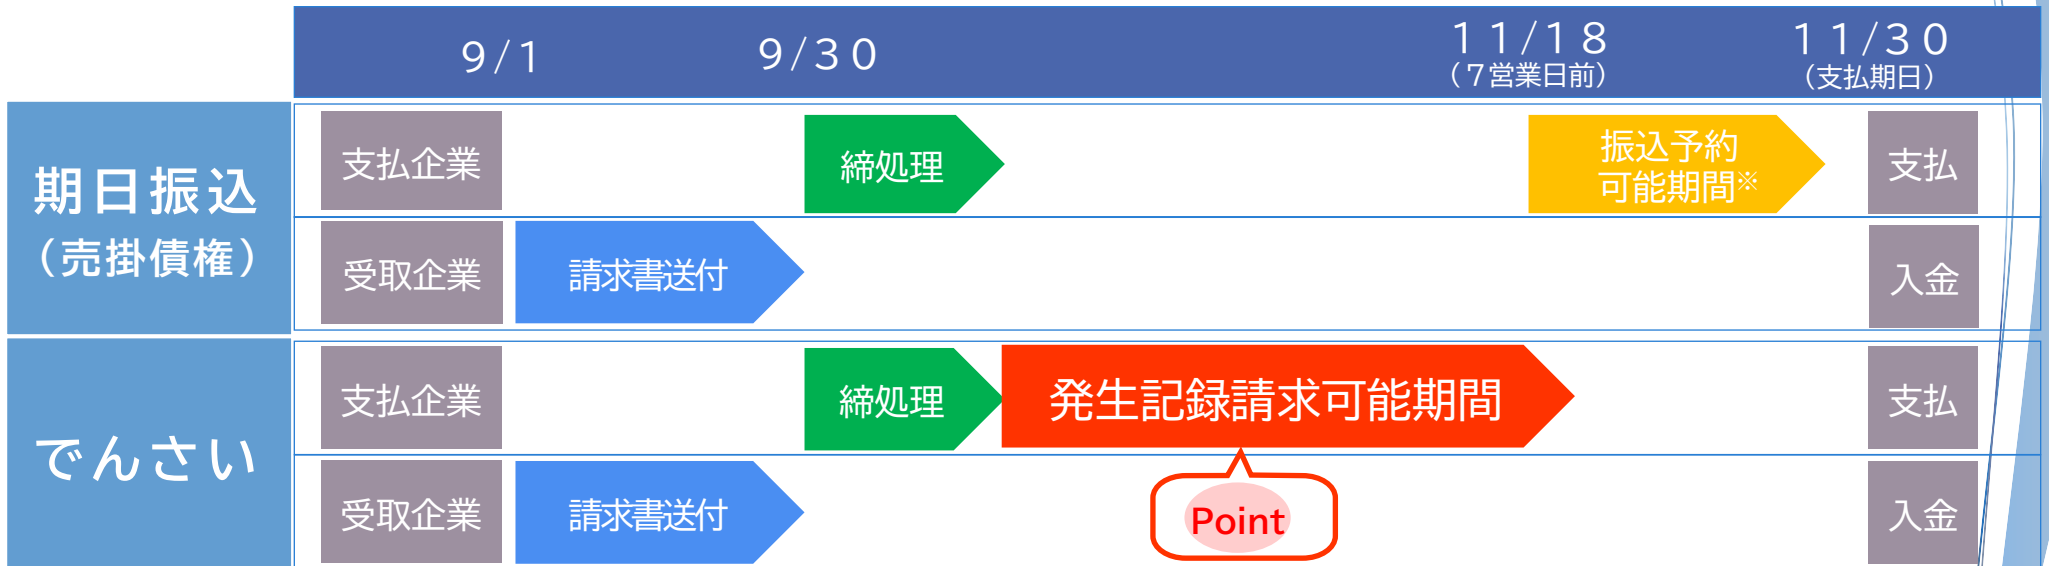 ９/１
９/３０
１１/１８
（７営業日前）
１１/３０
（支払期日）
期日振込
（売掛債権）
支払企業
締処理
振込予約
可能期間※
支払
受取企業
請求書送付
入金
でんさい
支払企業
締処理
発生記録請求可能期間
支払
受取企業
請求書送付
Point
入金